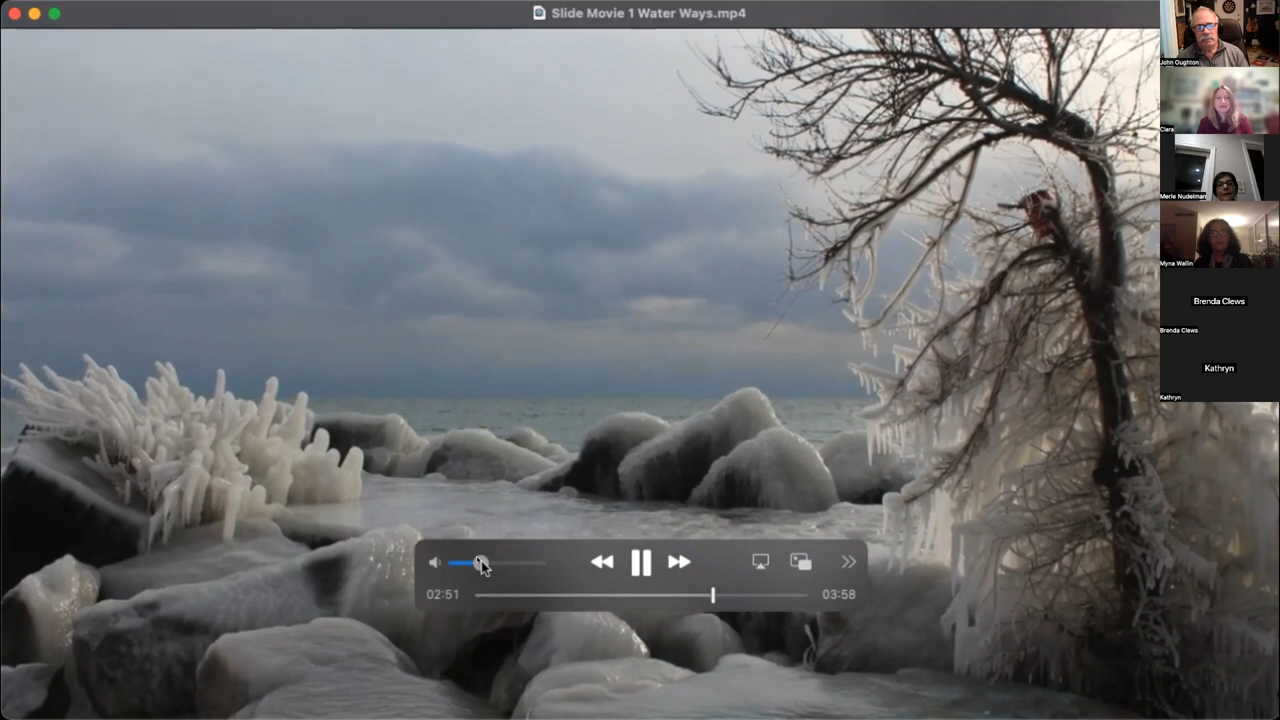 Slide Movie 1 Water Ways.mp4
John Oughton
Clara
Merle Nudelman
Myna Wallin
Brenda Clews
Brenda Clews
Kathryn
Kathryn
02:51
03:58